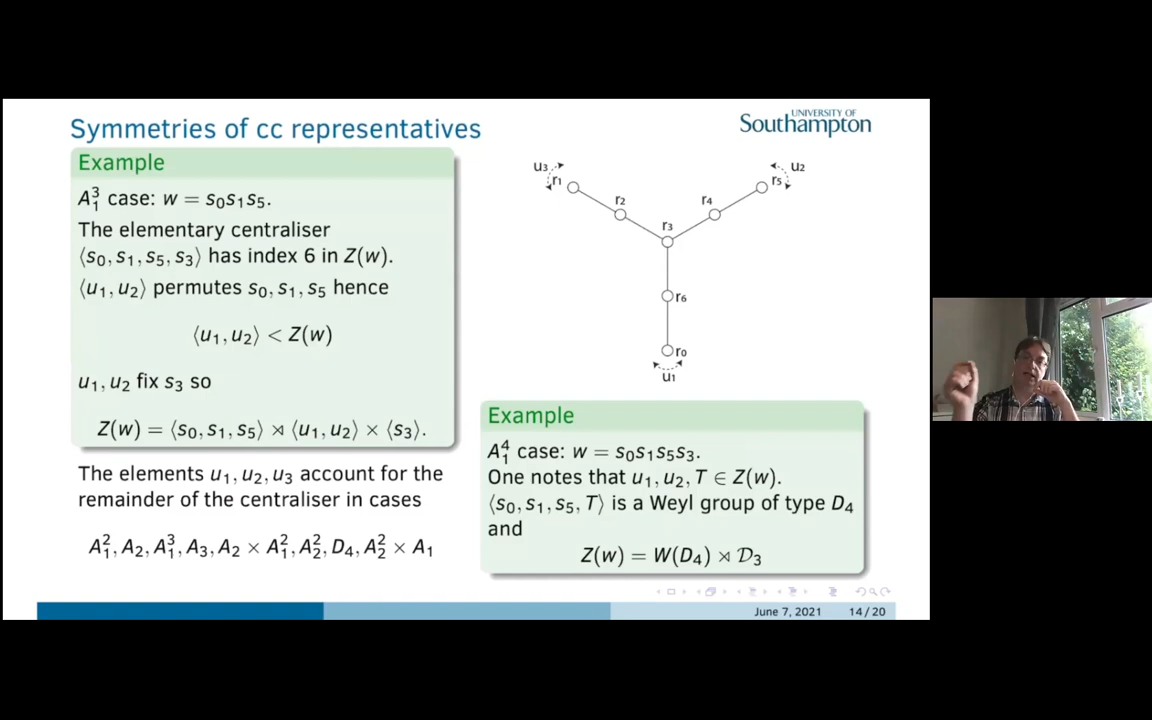 Symmetries of cc representatives
UNIVERSITY OF
Southampton
Example
A₁³ case: w = s₀s₁s₅.
The elementary centraliser
⟨s₀, s₁, s₅, s₃⟩ has index 6 in Z(w).
⟨u₁, u₂⟩ permutes s₀, s₁, s₅ hence
⟨u₁, u₂⟩ < Z(w)
u₁, u₂ fix s₃ so
Z(w) = ⟨s₀, s₁, s₅⟩ ⋊ ⟨u₁, u₂⟩ × ⟨s₃⟩.
The elements u₁, u₂, u₃ account for the
remainder of the centraliser in cases
A₁², A₂, A₁³, A₃, A₂ × A₁², A₂², D₄, A₂² × A₁
u₃
r₁
r₂
r₃
r₄
r₅
u₂
r₆
r₀
u₁
Example
A₁⁴ case: w = s₀s₁s₅s₃.
One notes that u₁, u₂, T ∈ Z(w).
⟨s₀, s₁, s₅, T⟩ is a Weyl group of type D₄
and
Z(w) = W(D₄) ⋊ 𝒟₃
June 7, 2021 14 / 20